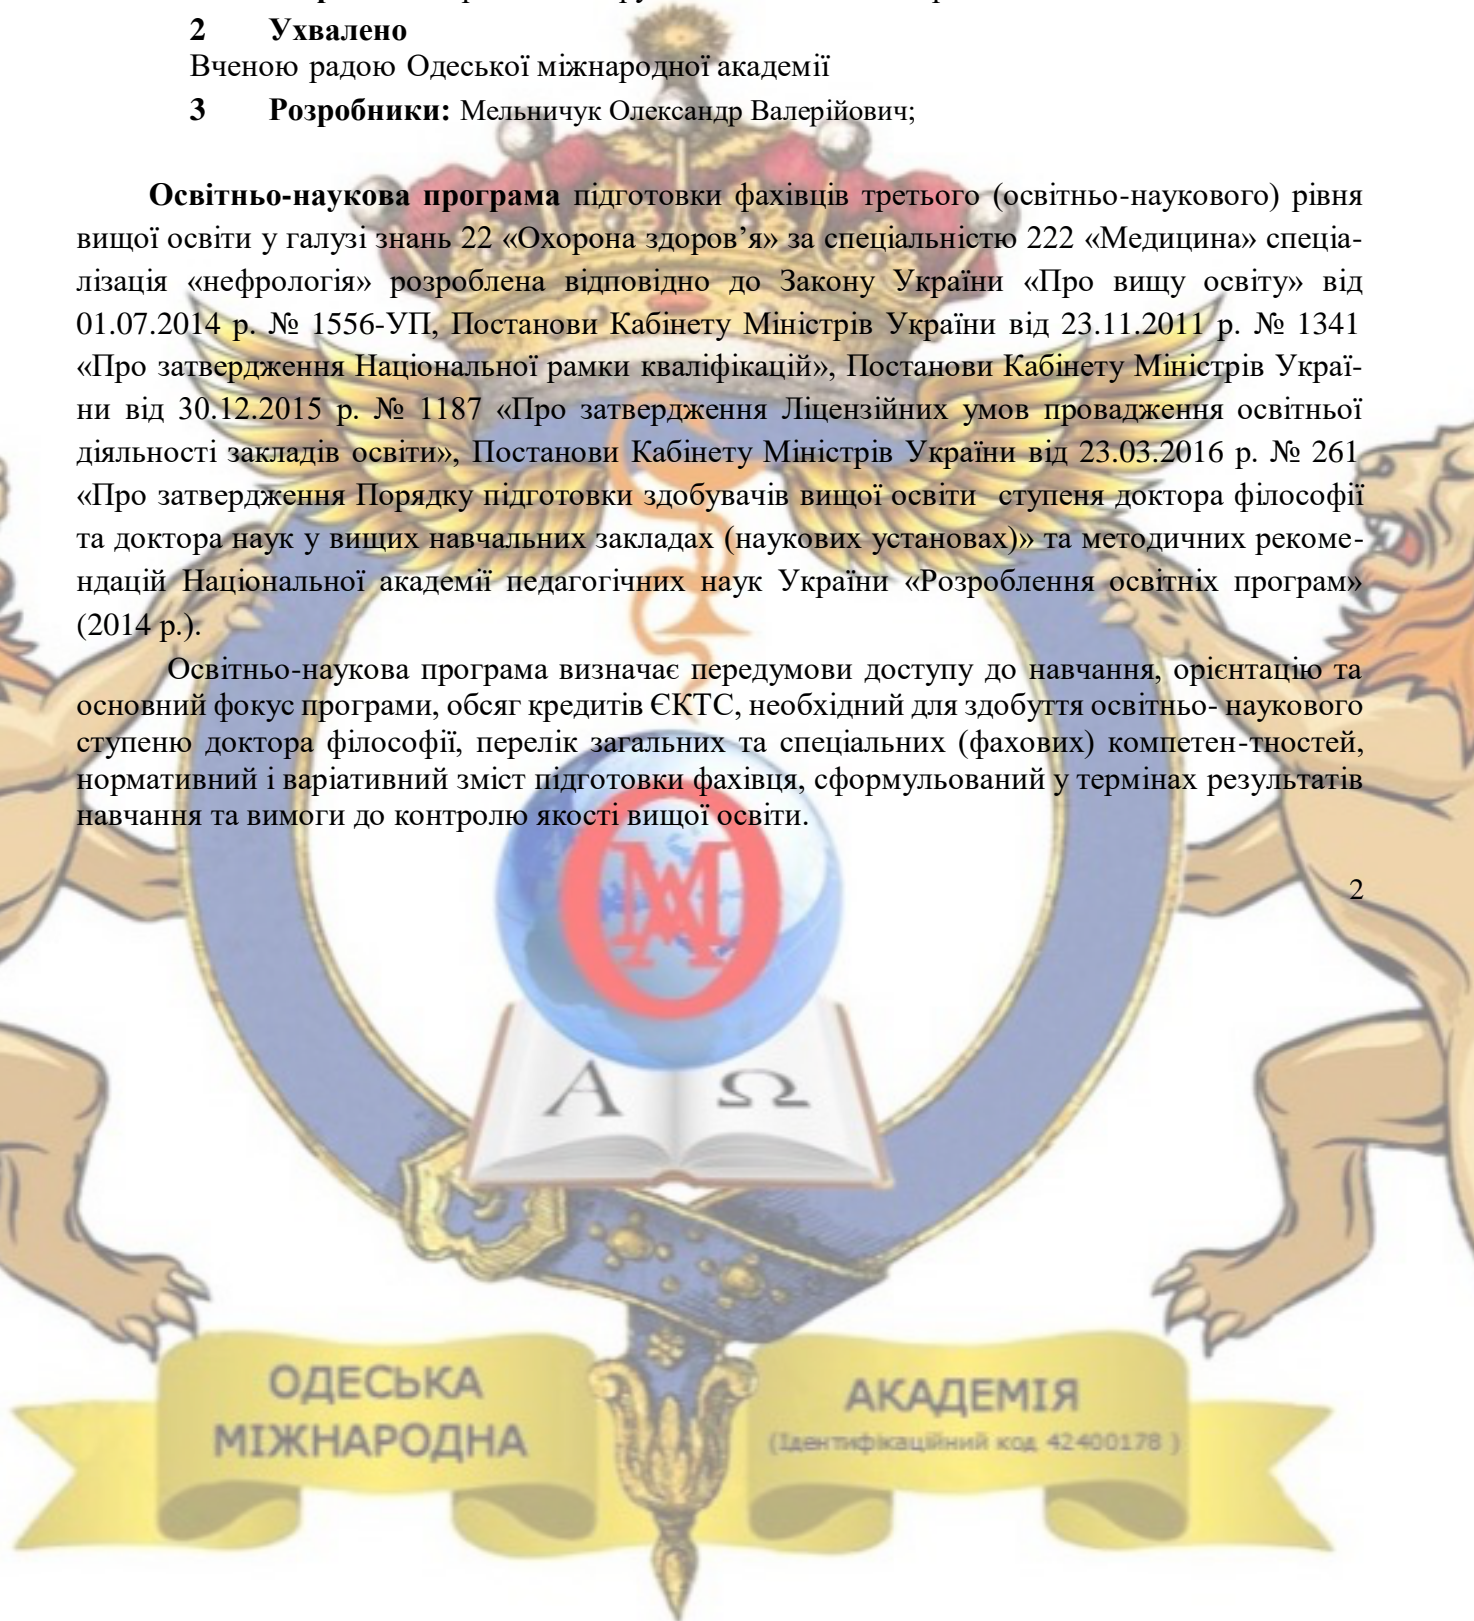 2 Ухвалено
Вченою радою Одеської міжнародної академії
3 Розробники: Мельничук Олександр Валерійович;
Освітньо-наукова програма підготовки фахівців третього (освітньо-наукового) рівня
вищої освіти у галузі знань 22 «Охорона здоров’я» за спеціальністю 222 «Медицина» спеціа-
лізація «нефрологія» розроблена відповідно до Закону України «Про вищу освіту» від
01.07.2014 р. № 1556-УП, Постанови Кабінету Міністрів України від 23.11.2011 р. № 1341
«Про затвердження Національної рамки кваліфікацій», Постанови Кабінету Міністрів Украї-
ни від 30.12.2015 р. № 1187 «Про затвердження Ліцензійних умов провадження освітньої
діяльності закладів освіти», Постанови Кабінету Міністрів України від 23.03.2016 р. № 261
«Про затвердження Порядку підготовки здобувачів вищої освіти ступеня доктора філософії
та доктора наук у вищих навчальних закладах (наукових установах)» та методичних рекоме-
ндацій Національної академії педагогічних наук України «Розроблення освітніх програм»
(2014 р.).
Освітньо-наукова програма визначає передумови доступу до навчання, орієнтацію та
основний фокус програми, обсяг кредитів ЄКТС, необхідний для здобуття освітньо- наукового
ступеню доктора філософії, перелік загальних та спеціальних (фахових) компетен-тностей,
нормативний і варіативний зміст підготовки фахівця, сформульований у термінах результатів
навчання та вимоги до контролю якості вищої освіти.
2
Α Ω
ОДЕСЬКА
МІЖНАРОДНА
АКАДЕМІЯ
(Ідентифікаційний код 42400178 )